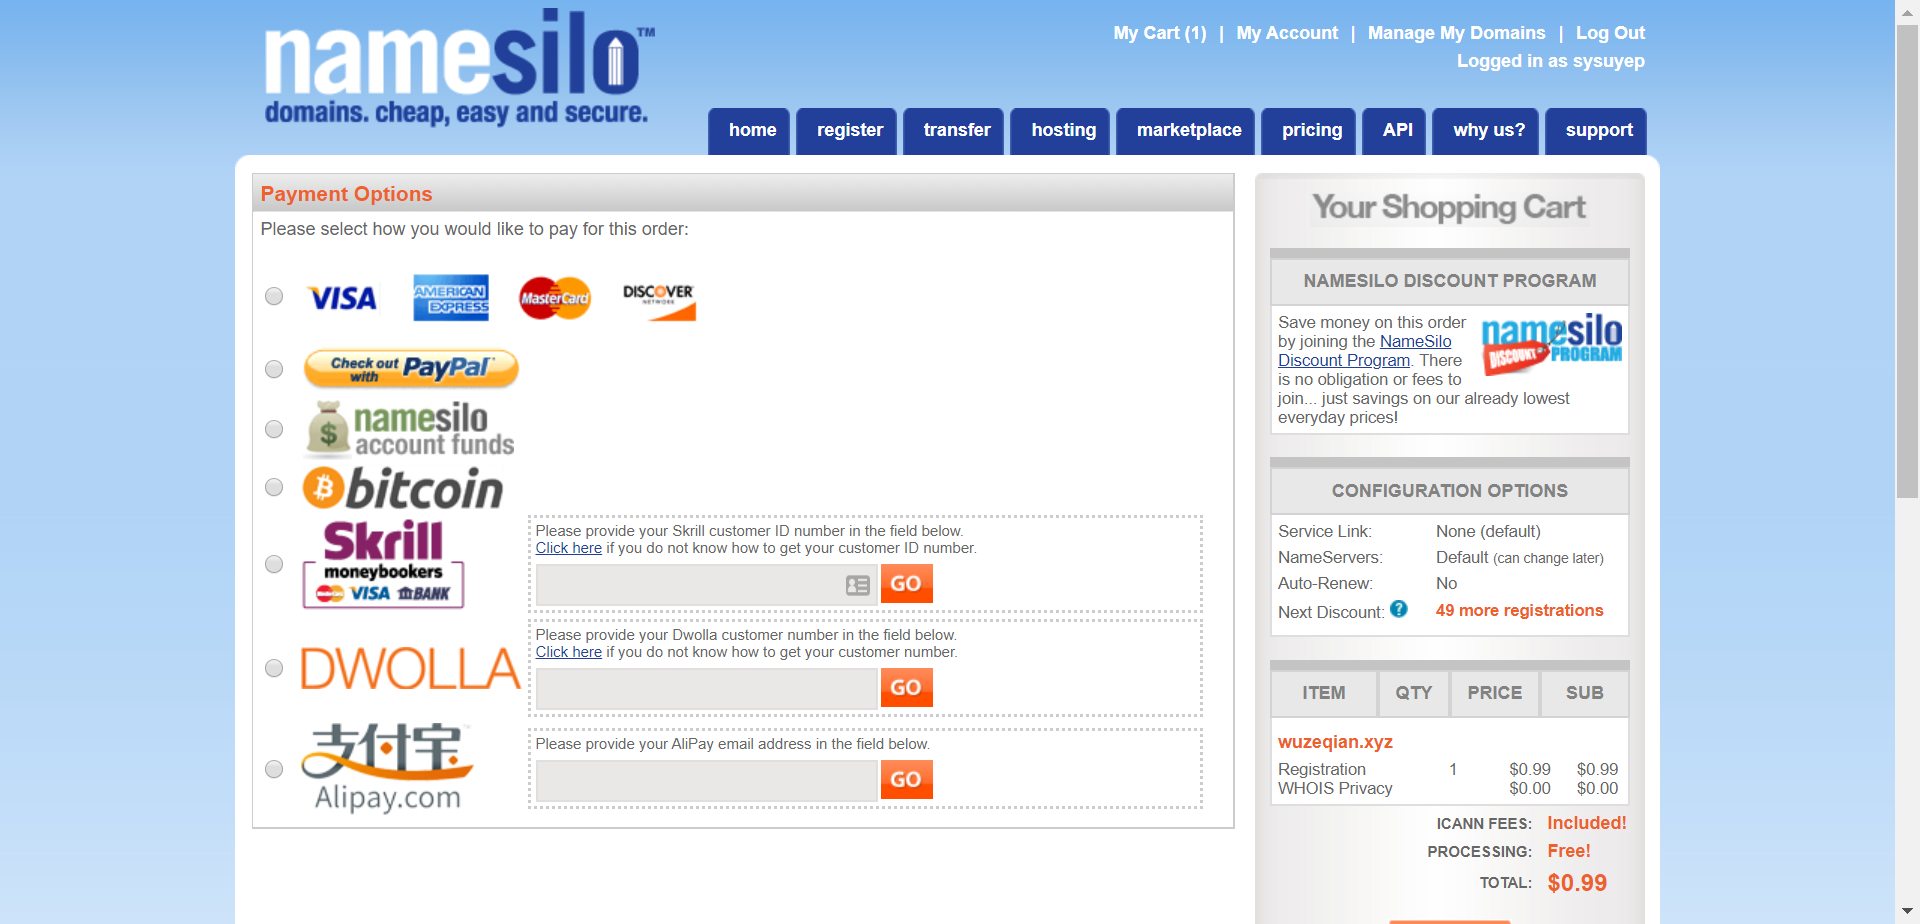 namesilo™
domains. cheap, easy and secure.
My Cart (1) | My Account | Manage My Domains | Log Out
Logged in as sysuyep
home register transfer hosting marketplace pricing API why us? support
Payment Options
Please select how you would like to pay for this order:
VISA AMERICAN EXPRESS MasterCard DISCOVER NETWORK
Check out with PayPal
namesilo
account funds
bitcoin
Skrill
moneybookers
MasterCard VISA BANK
Please provide your Skrill customer ID number in the field below.
Click here if you do not know how to get your customer ID number.
GO
DWOLLA
Please provide your Dwolla customer number in the field below.
Click here if you do not know how to get your customer number.
GO
支付宝
Alipay.com
Please provide your AliPay email address in the field below.
GO
Your Shopping Cart
NAMESILO DISCOUNT PROGRAM
Save money on this order
by joining the NameSilo
Discount Program. There
is no obligation or fees to
join... just savings on our already lowest
everyday prices!
namesilo
DISCOUNT PROGRAM
CONFIGURATION OPTIONS
Service Link: None (default)
NameServers: Default (can change later)
Auto-Renew: No
Next Discount: ? 49 more registrations
ITEM QTY PRICE SUB
wuzeqian.xyz
Registration 1 $0.99 $0.99
WHOIS Privacy $0.00 $0.00
ICANN FEES: Included!
PROCESSING: Free!
TOTAL: $0.99